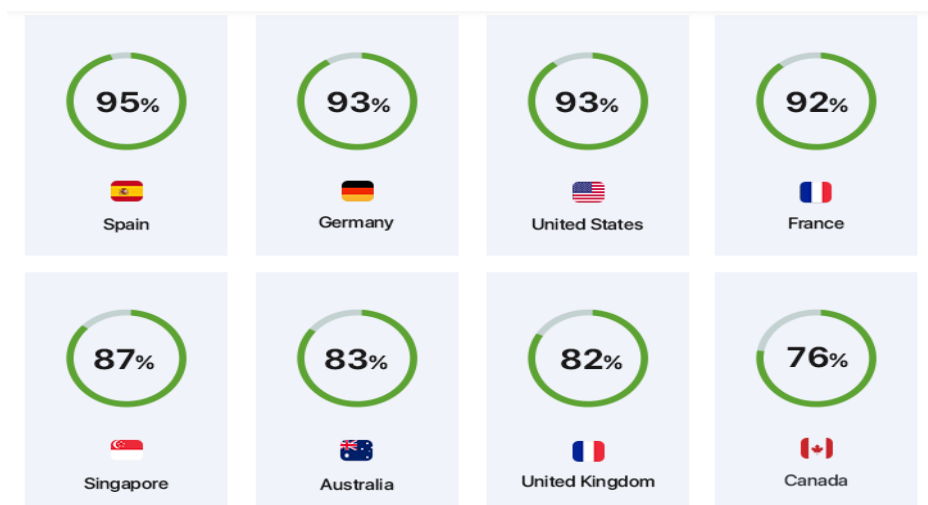 95%
93%
93%
92%
Spain
Germany
United States
France
87%
83%
82%
76%
Singapore
Australia
United Kingdom
Canada